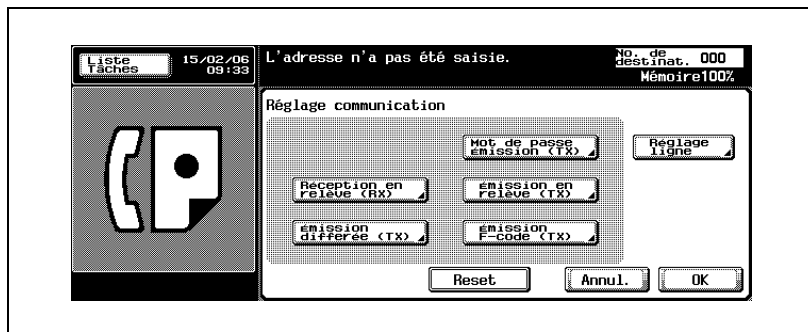 Liste
Tâches
15/02/06
09:33
L'adresse n'a pas été saisie.
No. de
destinat. 000
Mémoire100%
Réglage communication
Mot de passe
émission (TX)
Réglage
ligne
Réception en
relève (RX)
émission en
relève (TX)
émission
différée (TX)
émission
F-code (TX)
Reset
Annul.
OK